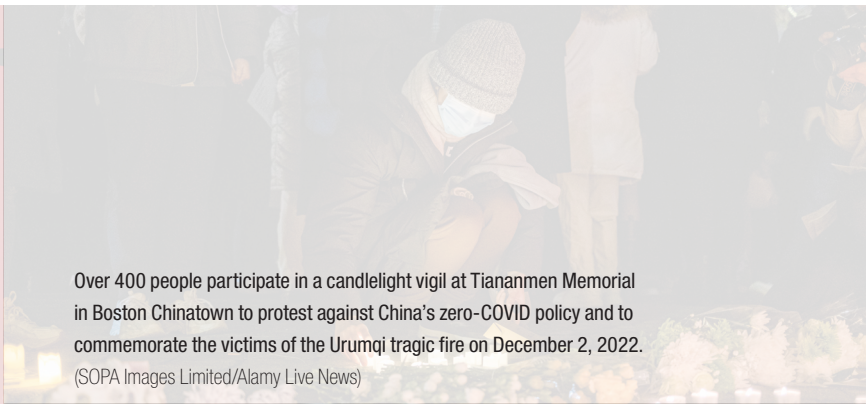 Over 400 people participate in a candlelight vigil at Tiananmen Memorial
in Boston Chinatown to protest against China’s zero-COVID policy and to
commemorate the victims of the Urumqi tragic fire on December 2, 2022.
(SOPA Images Limited/Alamy Live News)